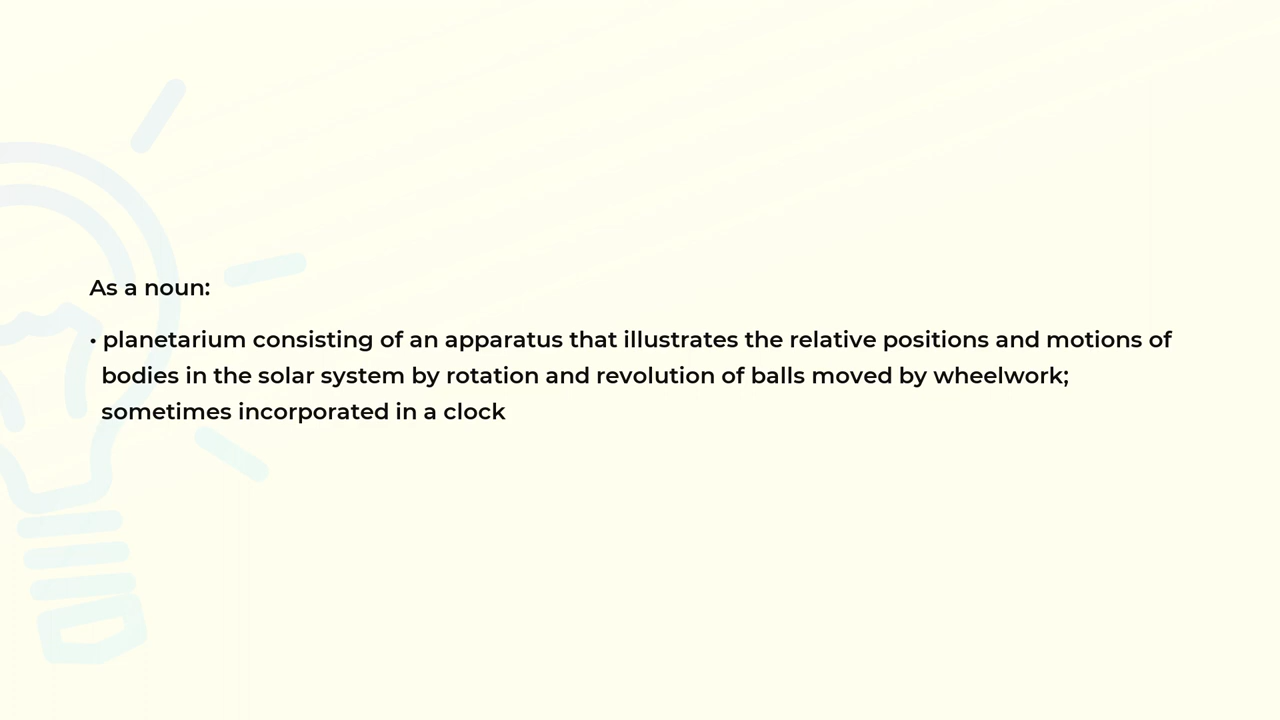 As a noun:
• planetarium consisting of an apparatus that illustrates the relative positions and motions of
bodies in the solar system by rotation and revolution of balls moved by wheelwork;
sometimes incorporated in a clock